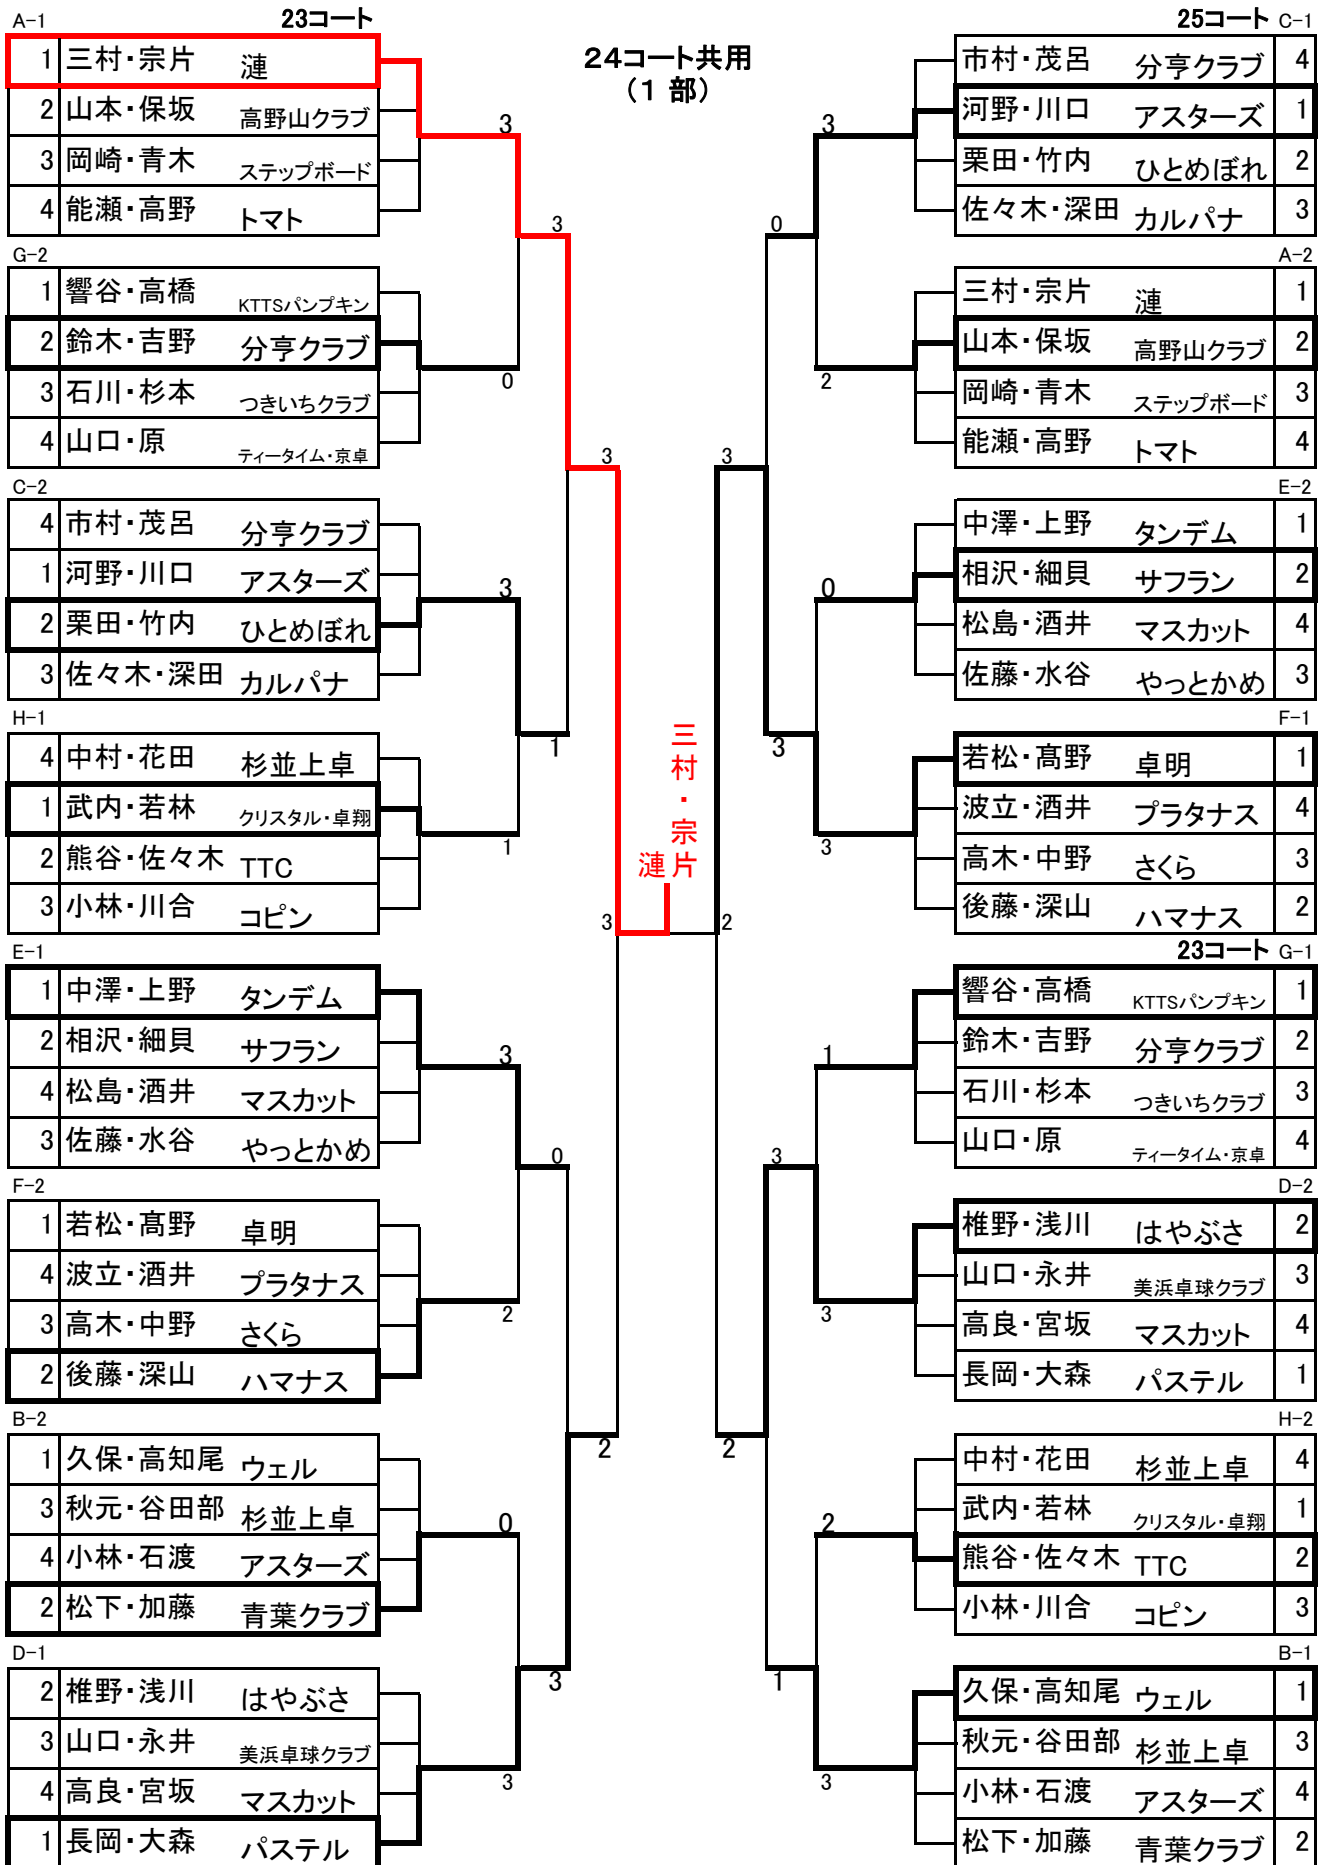 A-1 23コート
1 三村・宗片 漣
2 山本・保坂 高野山クラブ
3 岡崎・青木 ステップボード
4 能瀬・高野 トマト
3
3
G-2
1 響谷・高橋 KTTSパンプキン
2 鈴木・吉野 分亨クラブ
3 石川・杉本 つきいちクラブ
4 山口・原 ティータイム・京卓
0
3
C-2
4 市村・茂呂 分亨クラブ
1 河野・川口 アスターズ
2 栗田・竹内 ひとめぼれ
3 佐々木・深田 カルパナ
3
1
H-1
4 中村・花田 杉並上卓
1 武内・若林 クリスタル・卓翔
2 熊谷・佐々木 TTC
3 小林・川合 コピン
1
3
E-1
1 中澤・上野 タンデム
2 相沢・細貝 サフラン
4 松島・酒井 マスカット
3 佐藤・水谷 やっとかめ
3
0
F-2
1 若松・髙野 卓明
4 波立・酒井 プラタナス
3 高木・中野 さくら
2 後藤・深山 ハマナス
2
2
B-2
1 久保・高知尾 ウェル
3 秋元・谷田部 杉並上卓
4 小林・石渡 アスターズ
2 松下・加藤 青葉クラブ
0
3
D-1
2 椎野・浅川 はやぶさ
3 山口・永井 美浜卓球クラブ
4 高良・宮坂 マスカット
1 長岡・大森 パステル
3
24コート共用
(1 部)
三村・宗片
漣
25コート C-1
市村・茂呂 分亨クラブ 4
河野・川口 アスターズ 1
栗田・竹内 ひとめぼれ 2
佐々木・深田 カルパナ 3
3
0
A-2
三村・宗片 漣 1
山本・保坂 高野山クラブ 2
岡崎・青木 ステップボード 3
能瀬・高野 トマト 4
2
3
E-2
中澤・上野 タンデム 1
相沢・細貝 サフラン 2
松島・酒井 マスカット 4
佐藤・水谷 やっとかめ 3
0
3
F-1
若松・髙野 卓明 1
波立・酒井 プラタナス 4
高木・中野 さくら 3
後藤・深山 ハマナス 2
3
2
23コート G-1
響谷・高橋 KTTSパンプキン 1
鈴木・吉野 分亨クラブ 2
石川・杉本 つきいちクラブ 3
山口・原 ティータイム・京卓 4
1
3
D-2
椎野・浅川 はやぶさ 2
山口・永井 美浜卓球クラブ 3
高良・宮坂 マスカット 4
長岡・大森 パステル 1
3
2
H-2
中村・花田 杉並上卓 4
武内・若林 クリスタル・卓翔 1
熊谷・佐々木 TTC 2
小林・川合 コピン 3
2
1
B-1
久保・高知尾 ウェル 1
秋元・谷田部 杉並上卓 3
小林・石渡 アスターズ 4
松下・加藤 青葉クラブ 2
3